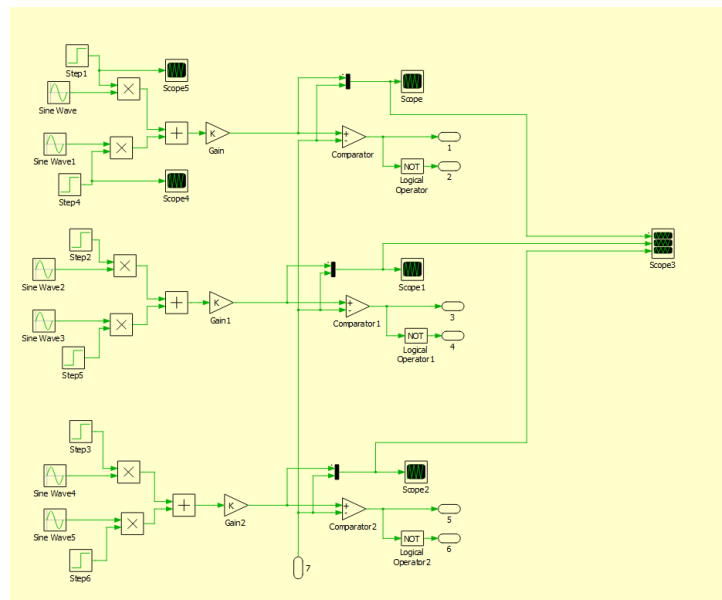 Step1
Scope5
Sine Wave
Scope
Sine Wave1
K
Gain
+
-
Comparator
1
NOT
2
Logical
Operator
Step4
Scope4
Step2
Scope3
Sine Wave2
Scope1
K
Gain1
+
-
Comparator1
3
Sine Wave3
NOT
4
Logical
Operator1
Step5
Step3
Sine Wave4
Scope2
K
Gain2
+
-
Comparator2
5
Sine Wave5
NOT
6
Logical
Operator2
Step6
7